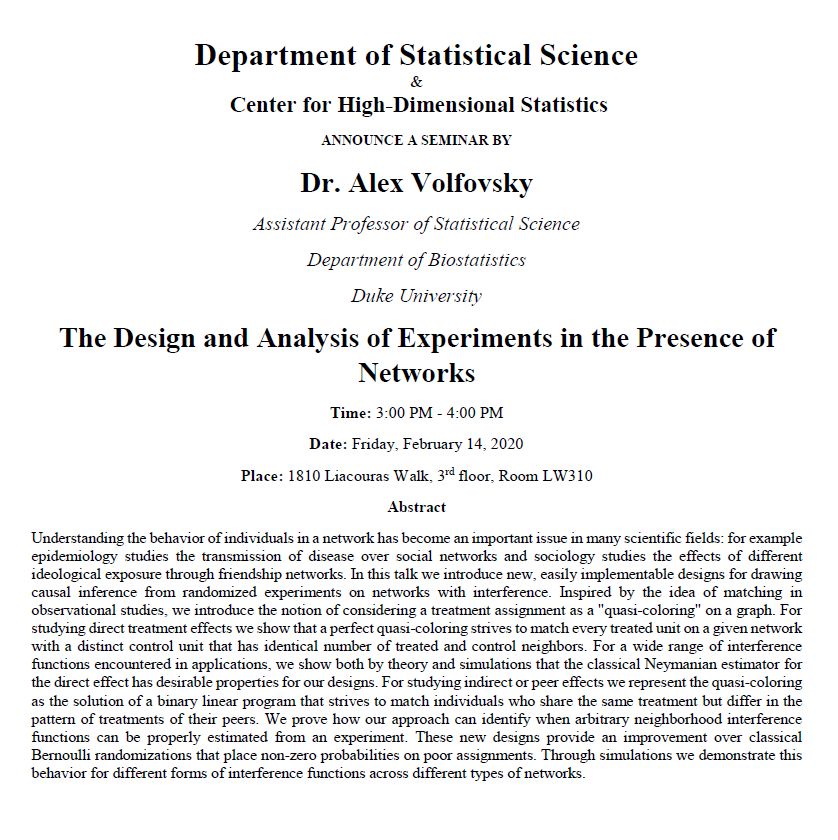 Department of Statistical Science
&
Center for High-Dimensional Statistics
ANNOUNCE A SEMINAR BY
Dr. Alex Volfovsky
Assistant Professor of Statistical Science
Department of Biostatistics
Duke University
The Design and Analysis of Experiments in the Presence of
Networks
Time: 3:00 PM - 4:00 PM
Date: Friday, February 14, 2020
Place: 1810 Liacouras Walk, 3rd floor, Room LW310
Abstract
Understanding the behavior of individuals in a network has become an important issue in many scientific fields: for example
epidemiology studies the transmission of disease over social networks and sociology studies the effects of different
ideological exposure through friendship networks. In this talk we introduce new, easily implementable designs for drawing
causal inference from randomized experiments on networks with interference. Inspired by the idea of matching in
observational studies, we introduce the notion of considering a treatment assignment as a "quasi-coloring" on a graph. For
studying direct treatment effects we show that a perfect quasi-coloring strives to match every treated unit on a given network
with a distinct control unit that has identical number of treated and control neighbors. For a wide range of interference
functions encountered in applications, we show both by theory and simulations that the classical Neymanian estimator for
the direct effect has desirable properties for our designs. For studying indirect or peer effects we represent the quasi-coloring
as the solution of a binary linear program that strives to match individuals who share the same treatment but differ in the
pattern of treatments of their peers. We prove how our approach can identify when arbitrary neighborhood interference
functions can be properly estimated from an experiment. These new designs provide an improvement over classical
Bernoulli randomizations that place non-zero probabilities on poor assignments. Through simulations we demonstrate this
behavior for different forms of interference functions across different types of networks.